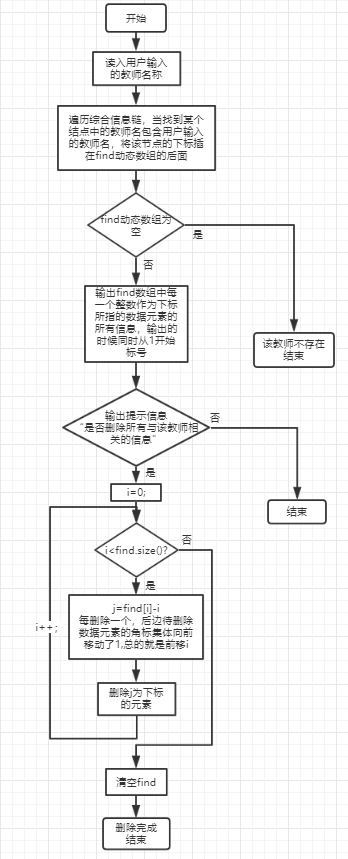 开始
读入用户输入
的教师名称
遍历综合信息链，当找到某个
结点中的教师名包含用户输入
的教师名，将该节点的下标插
在find动态数组的后面
find动态数组为
空
是
否
输出find数组中每
一个整数作为下标
所指的数据元素的
所有信息，输出的
时候同时从1开始
标号
该教师不存在
结束
输出提示信息
“是否删除所有与该教师相
关的信息”
否
是
结束
i=0;
i<find.size()?
否
是
j=find[i]-i
每删除一个，后边待删除
数据元素的角标集体向前
移动了1,总的就是前移i
i++;
删除j为下标
的元素
清空find
删除完成
结束